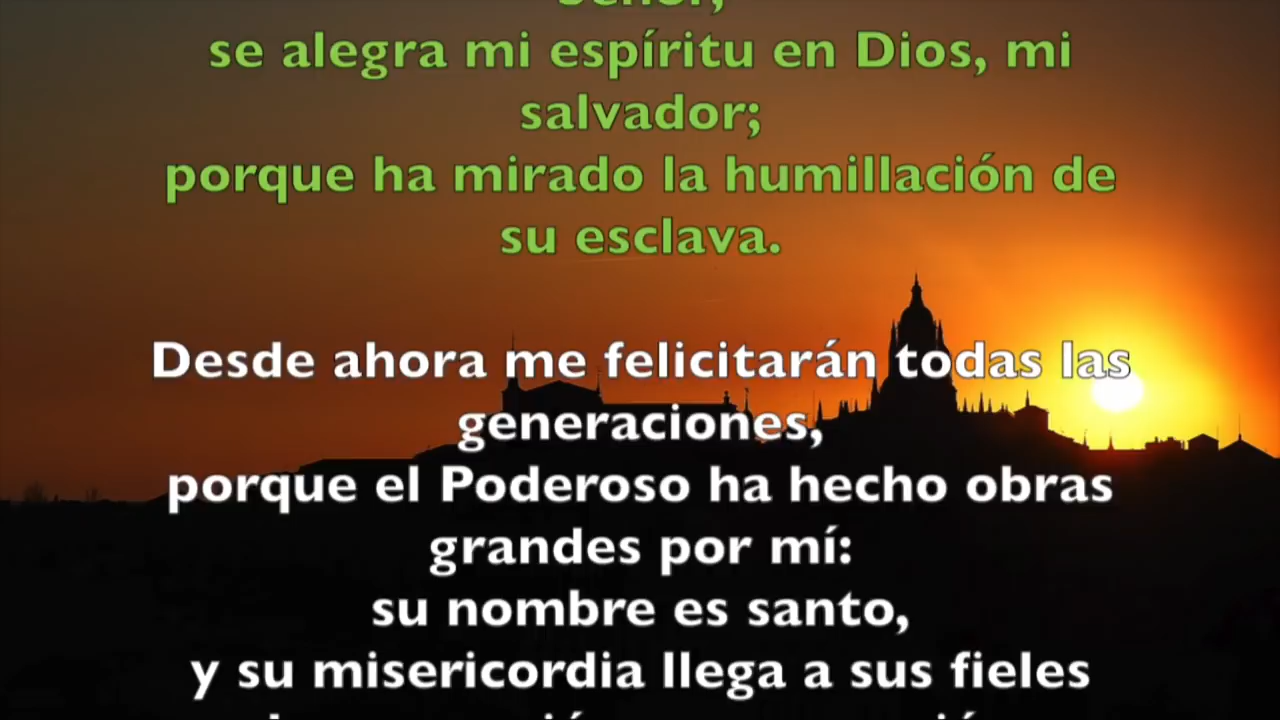 Señor,
se alegra mi espíritu en Dios, mi
salvador;
porque ha mirado la humillación de
su esclava.
Desde ahora me felicitarán todas las
generaciones,
porque el Poderoso ha hecho obras
grandes por mí:
su nombre es santo,
y su misericordia llega a sus fieles